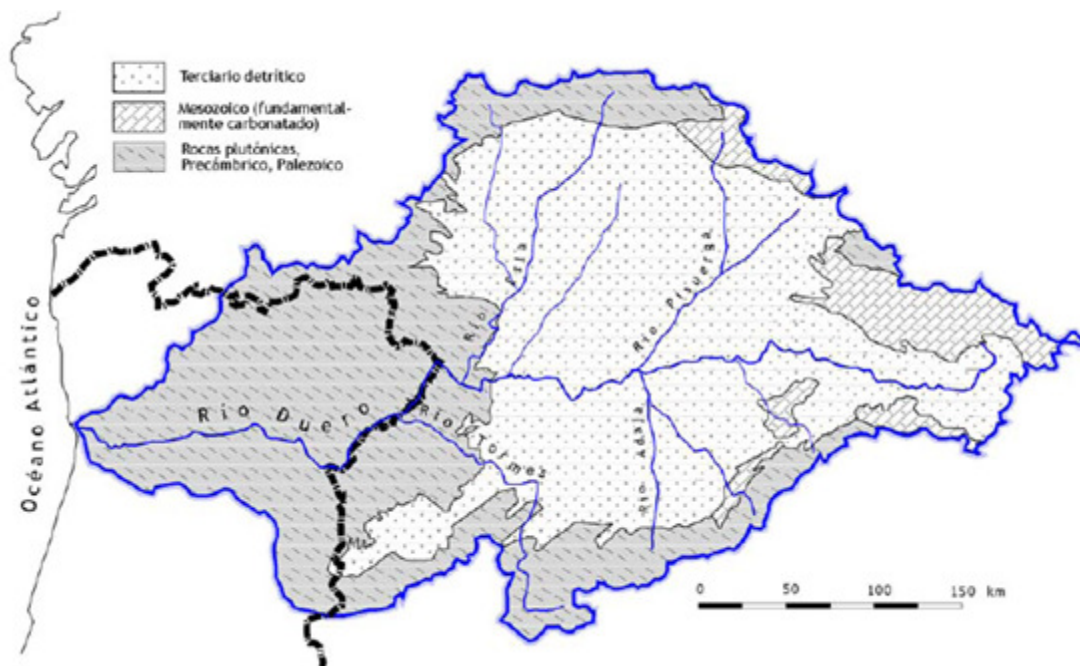 Terciario detrítico
Mesozoico (fundamental-
mente carbonatado)
Rocas plutónicas,
Precámbrico, Palezoico
Océano Atlántico
Río Esla
Río Pisuerga
Río Duero
Río Tormes
Río Adaja
0 50 100 150 km